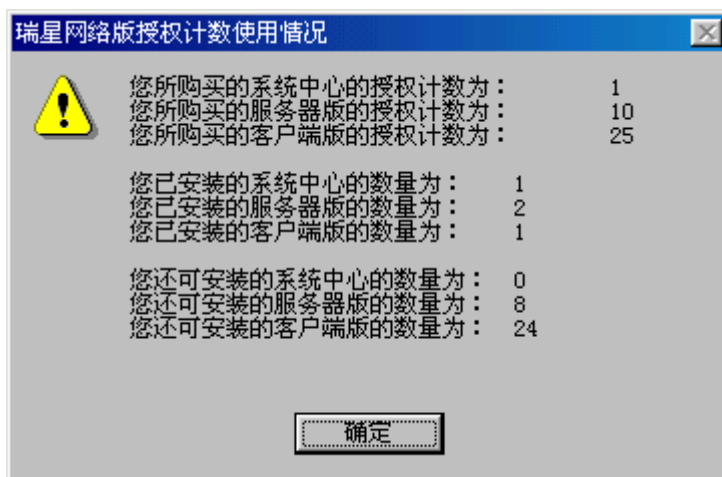 瑞星网络版授权计数使用情况
您所购买的系统中心的授权计数为： 1
您所购买的服务器版的授权计数为： 10
您所购买的客户端版的授权计数为： 25
您已安装的系统中心的数量为： 1
您已安装的服务器版的数量为： 2
您已安装的客户端版的数量为： 1
您还可安装的系统中心的数量为： 0
您还可安装的服务器版的数量为： 8
您还可安装的客户端版的数量为： 24
确定